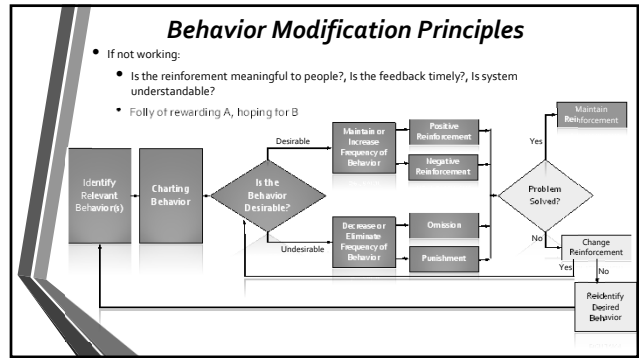 Behavior Modification Principles
• If not working:
• Is the reinforement meaningful to people?, Is the feedback timely?, Is system
understandable?
• Folly of rewarding A, hoping for B
Identify
Relevant
Behavior(s)
Charting
Behavior
Is the
Behavior
Desirable?
Desirable
Undesirable
Maintain or
Increase
Frequency of
Behavior
Decrease or
Eliminate
Frequency of
Behavior
Positive
Reinforcement
Negative
Reinforcement
Omission
Punishment
Problem
Solved?
Yes
Maintain
Reinforcement
No
Change
Reinforcement
Yes
No
Reidentify
Desired
Behavior